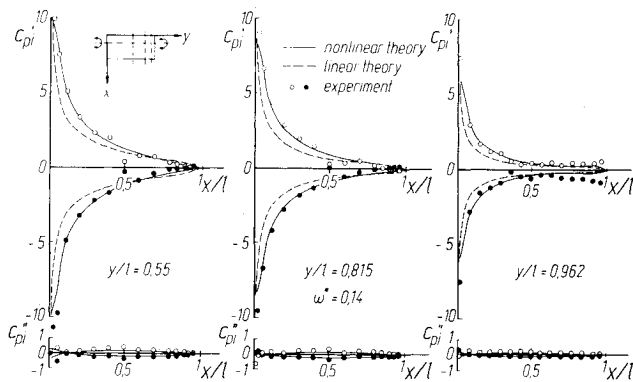 10
C_pi'
5
0
-5
-10
y
x
0,5
1
x/l
y/l = 0,55
C_pi''
1
0
-1
0,5
1
x/l
10
C_pi'
5
0
-5
-10
nonlinear theory
linear theory
experiment
0,5
1
x/l
y/l = 0,815
ω* = 0,14
C_pi''
1
0
-1
0,5
1
x/l
10
C_pi'
5
0
-5
-10
0,5
1
x/l
y/l = 0,962
C_pi''
1
0
-1
0,5
1
x/l